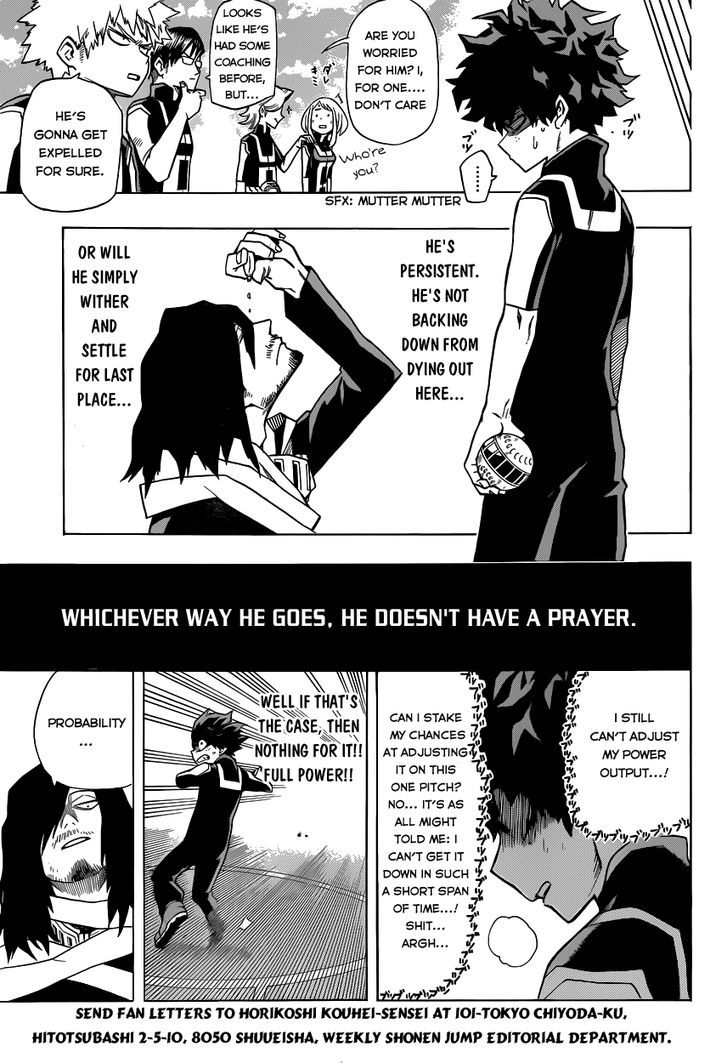 ARE YOU
WORRIED
FOR HIM? I,
FOR ONE....
DON'T CARE
LOOKS
LIKE HE'S
HAD SOME
COACHING
BEFORE,
BUT...
HE'S
GONNA GET
EXPELLED
FOR SURE.
Who're
you?
......
SFX: MUTTER MUTTER
HE'S
PERSISTENT.
HE'S NOT
BACKING
DOWN FROM
DYING OUT
HERE...
OR WILL
HE SIMPLY
WITHER
AND
SETTLE
FOR LAST
PLACE...
WHICHEVER WAY HE GOES, HE DOESN'T HAVE A PRAYER.
I STILL
CAN'T ADJUST
MY POWER
OUTPUT...!
CAN I STAKE
MY CHANCES
AT ADJUSTING
IT ON THIS
ONE PITCH?
NO... IT'S AS
ALL MIGHT
TOLD ME: I
CAN'T GET IT
DOWN IN SUCH
A SHORT SPAN
OF TIME...!
SHIT...
ARGH...
WELL IF THAT'S
THE CASE, THEN
NOTHING FOR IT!!
FULL POWER!!
PROBABILITY
...
SEND FAN LETTERS TO HORIKOSHI KOUHEI-SENSEI AT 101-TOKYO CHIYODA-KU,
HITOTSUBASHI 2-5-10, 8050 SHUUEISHA, WEEKLY SHONEN JUMP EDITORIAL DEPARTMENT.